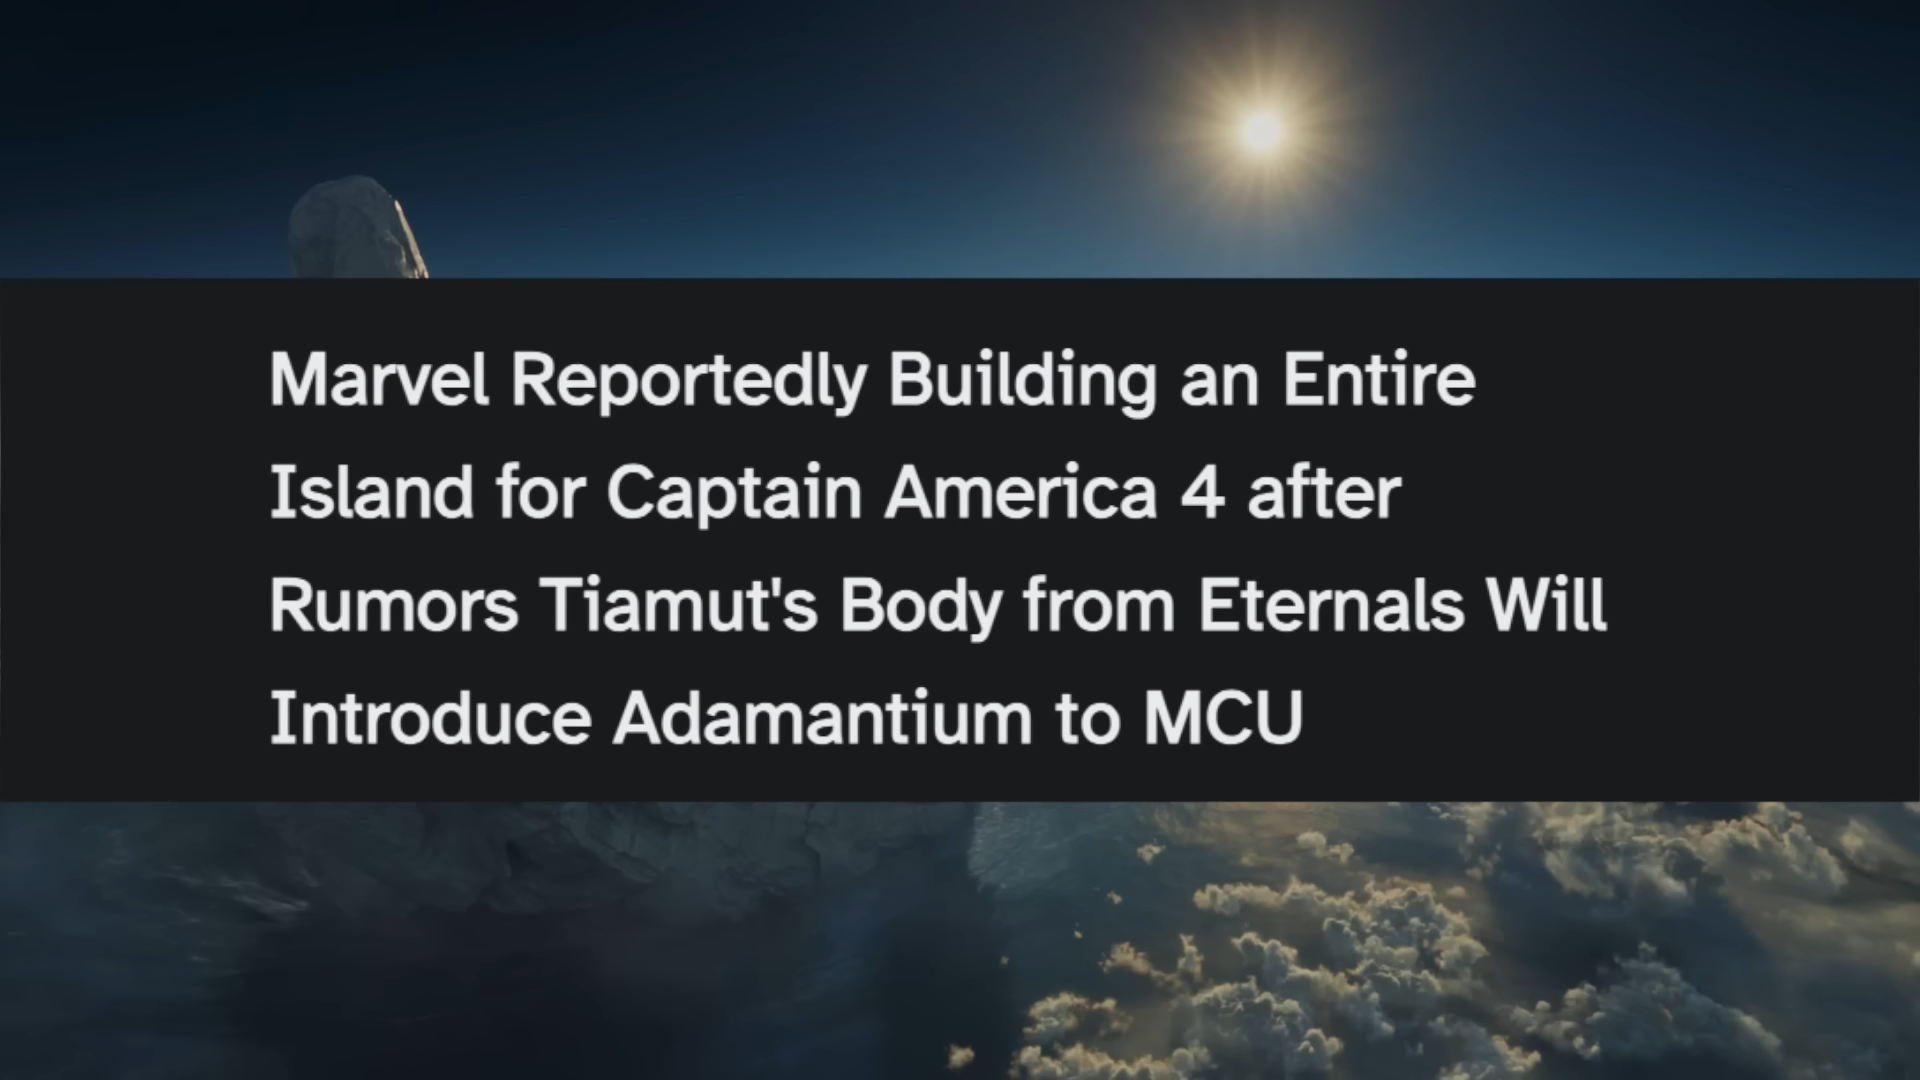 Marvel Reportedly Building an Entire
Island for Captain America 4 after
Rumors Tiamut's Body from Eternals Will
Introduce Adamantium to MCU